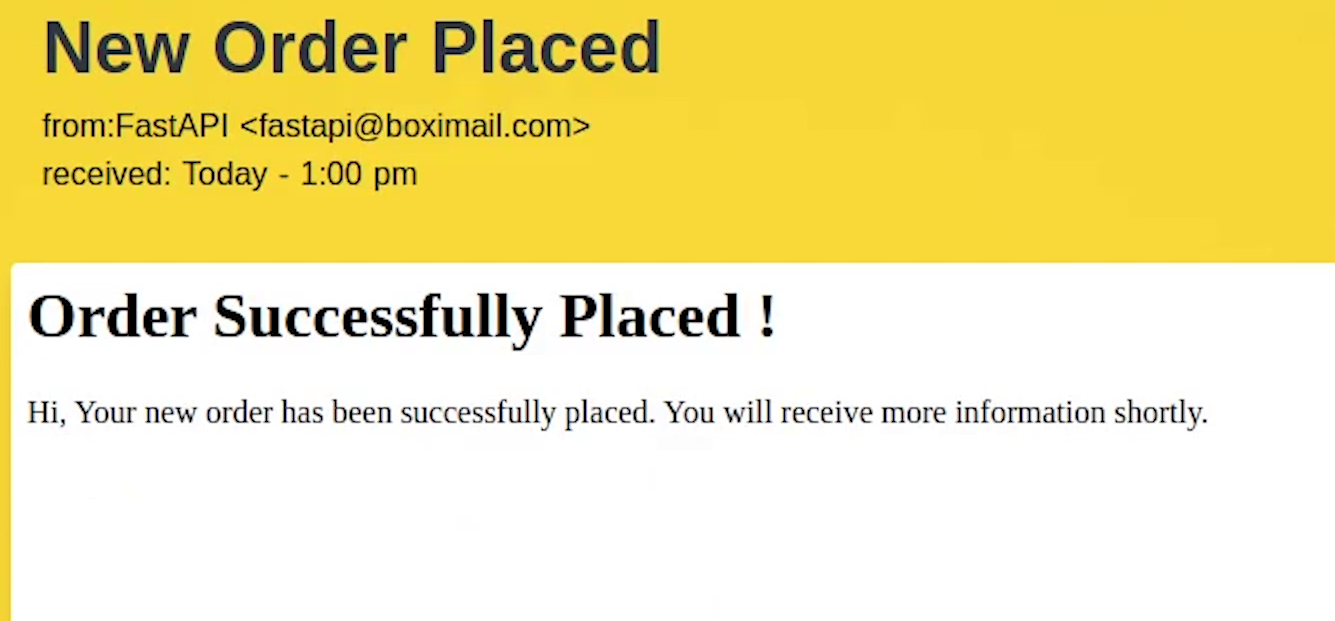 New Order Placed
from:FastAPI <fastapi@boximail.com>
received: Today - 1:00 pm
Order Successfully Placed !
Hi, Your new order has been successfully placed. You will receive more information shortly.